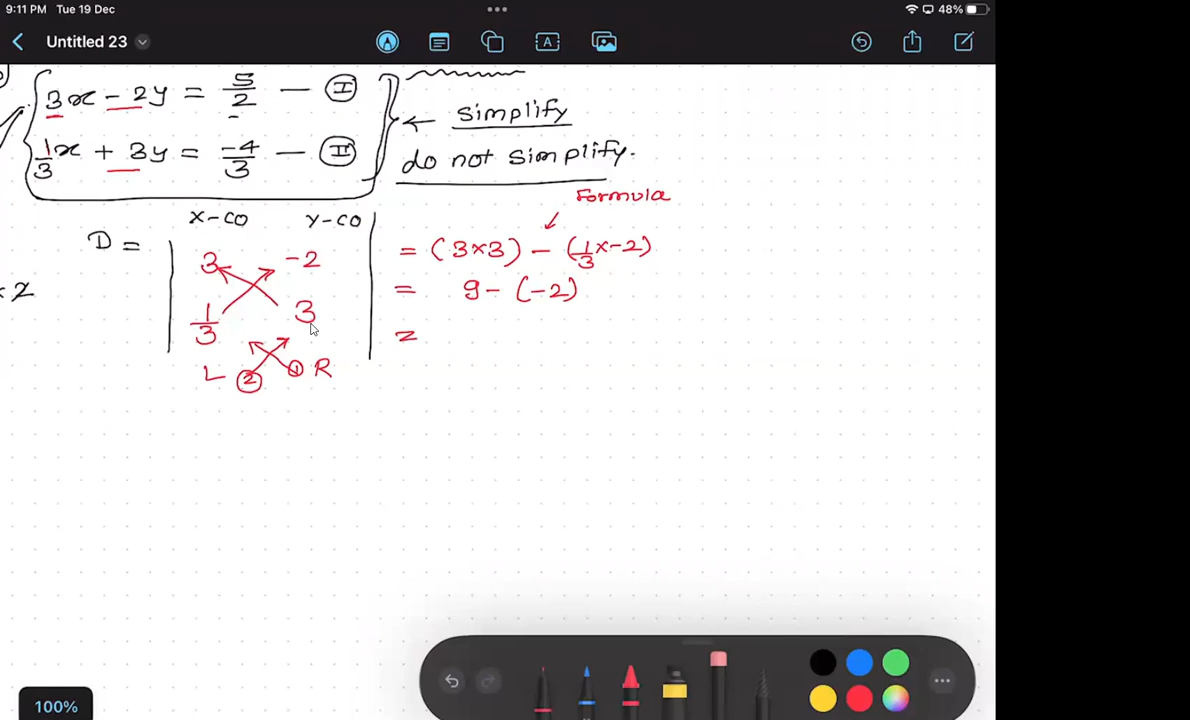 9:11 PM Tue 19 Dec
48%
Untitled 23
3x - 2y = 5/2 — I
1/3 x + 3y = -4/3 — II
← simplify
do not simplify.
Formula
x-co y-co
D = | 3 -2 | = (3×3) - (1/3 x-2)
| 1/3 3 | = 9 - (-2)
=
L 2 1 R
100%